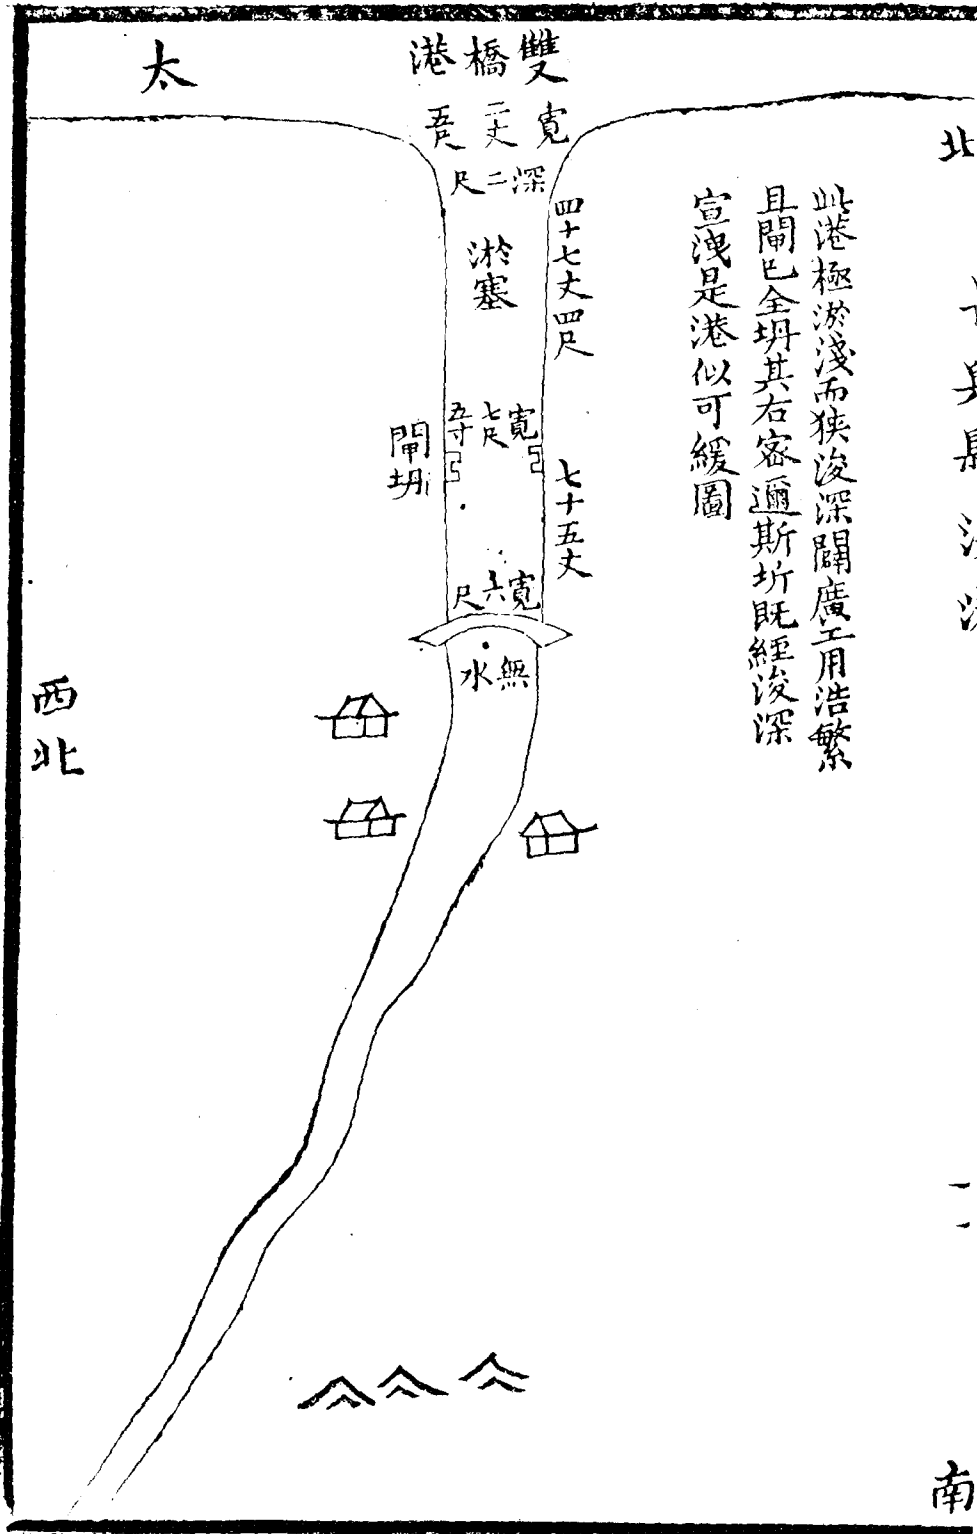 北
南
此港極淤淺而狹浚深闢廣工用浩繁
且閘已全坍其右密邇斯圻既經浚深
宣洩是港似可緩圖
雙橋港
寬二丈五尺
深二尺
四十七丈四尺
淤塞
寬七尺五寸
閘坍
七十五丈
寬六尺
無水
太
西北